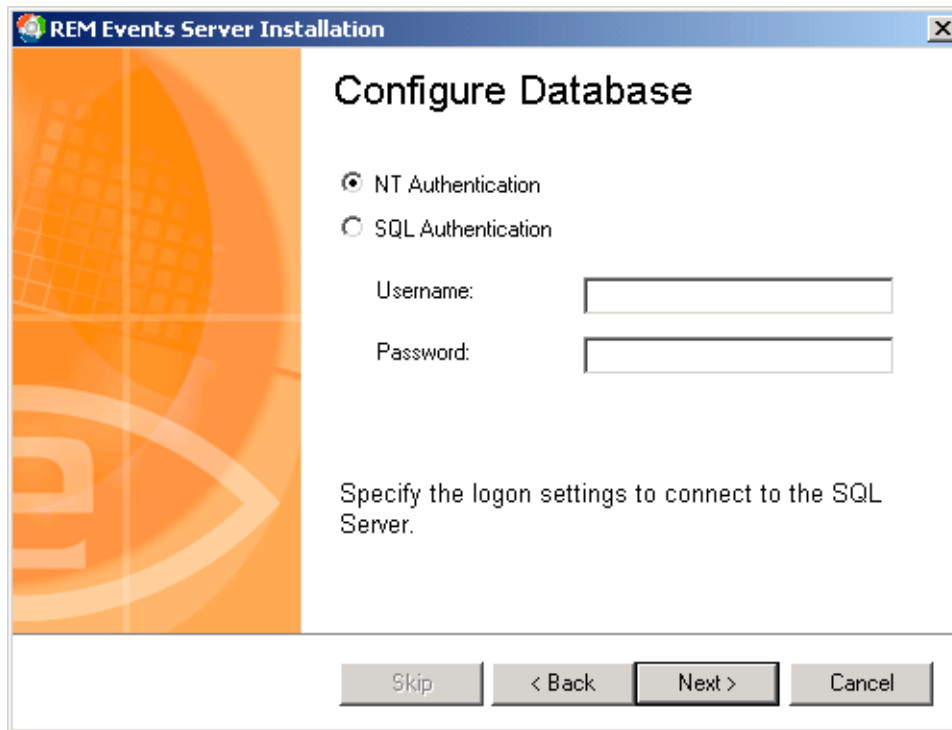 REM Events Server Installation
Configure Database
NT Authentication
SQL Authentication
Username:
Password:
Specify the logon settings to connect to the SQL
Server.
Skip
< Back
Next >
Cancel
e